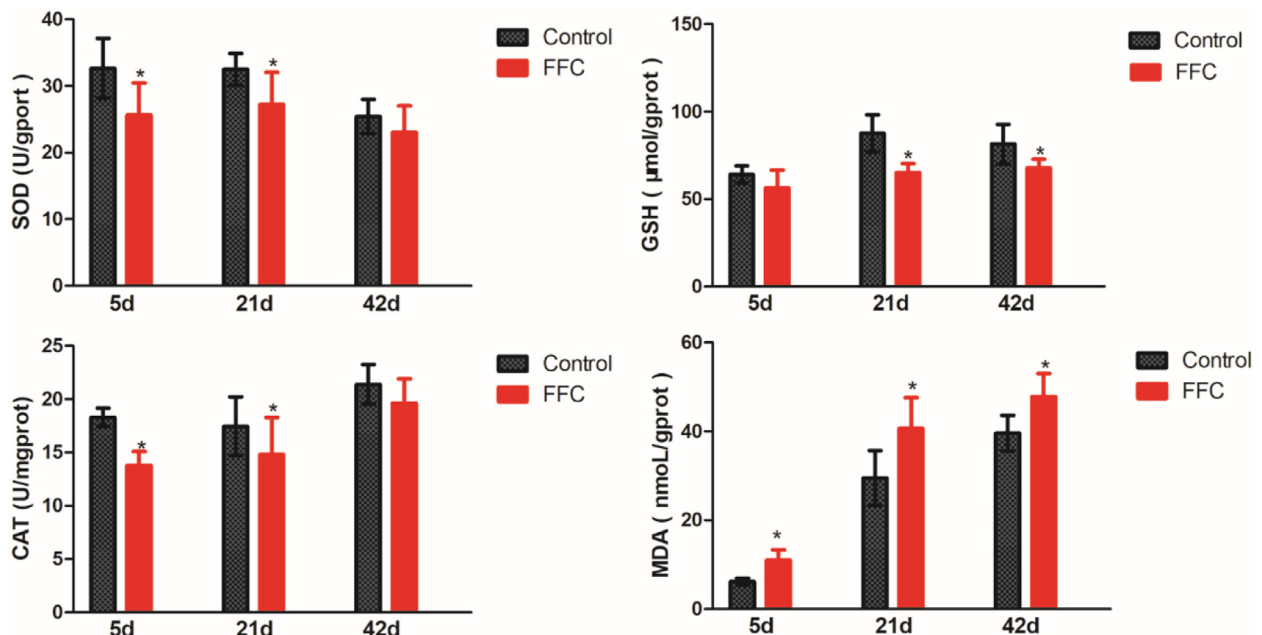 40
30
20
10
0
SOD (U/gport )
*
*
5d
21d
42d
Control
FFC
150
100
50
0
GSH ( μmol/gprot)
*
*
5d
21d
42d
Control
FFC
25
20
15
10
5
0
CAT (U/mgprot)
*
*
5d
21d
42d
Control
FFC
60
40
20
0
MDA ( nmoL/gprot )
*
*
*
5d
21d
42d
Control
FFC